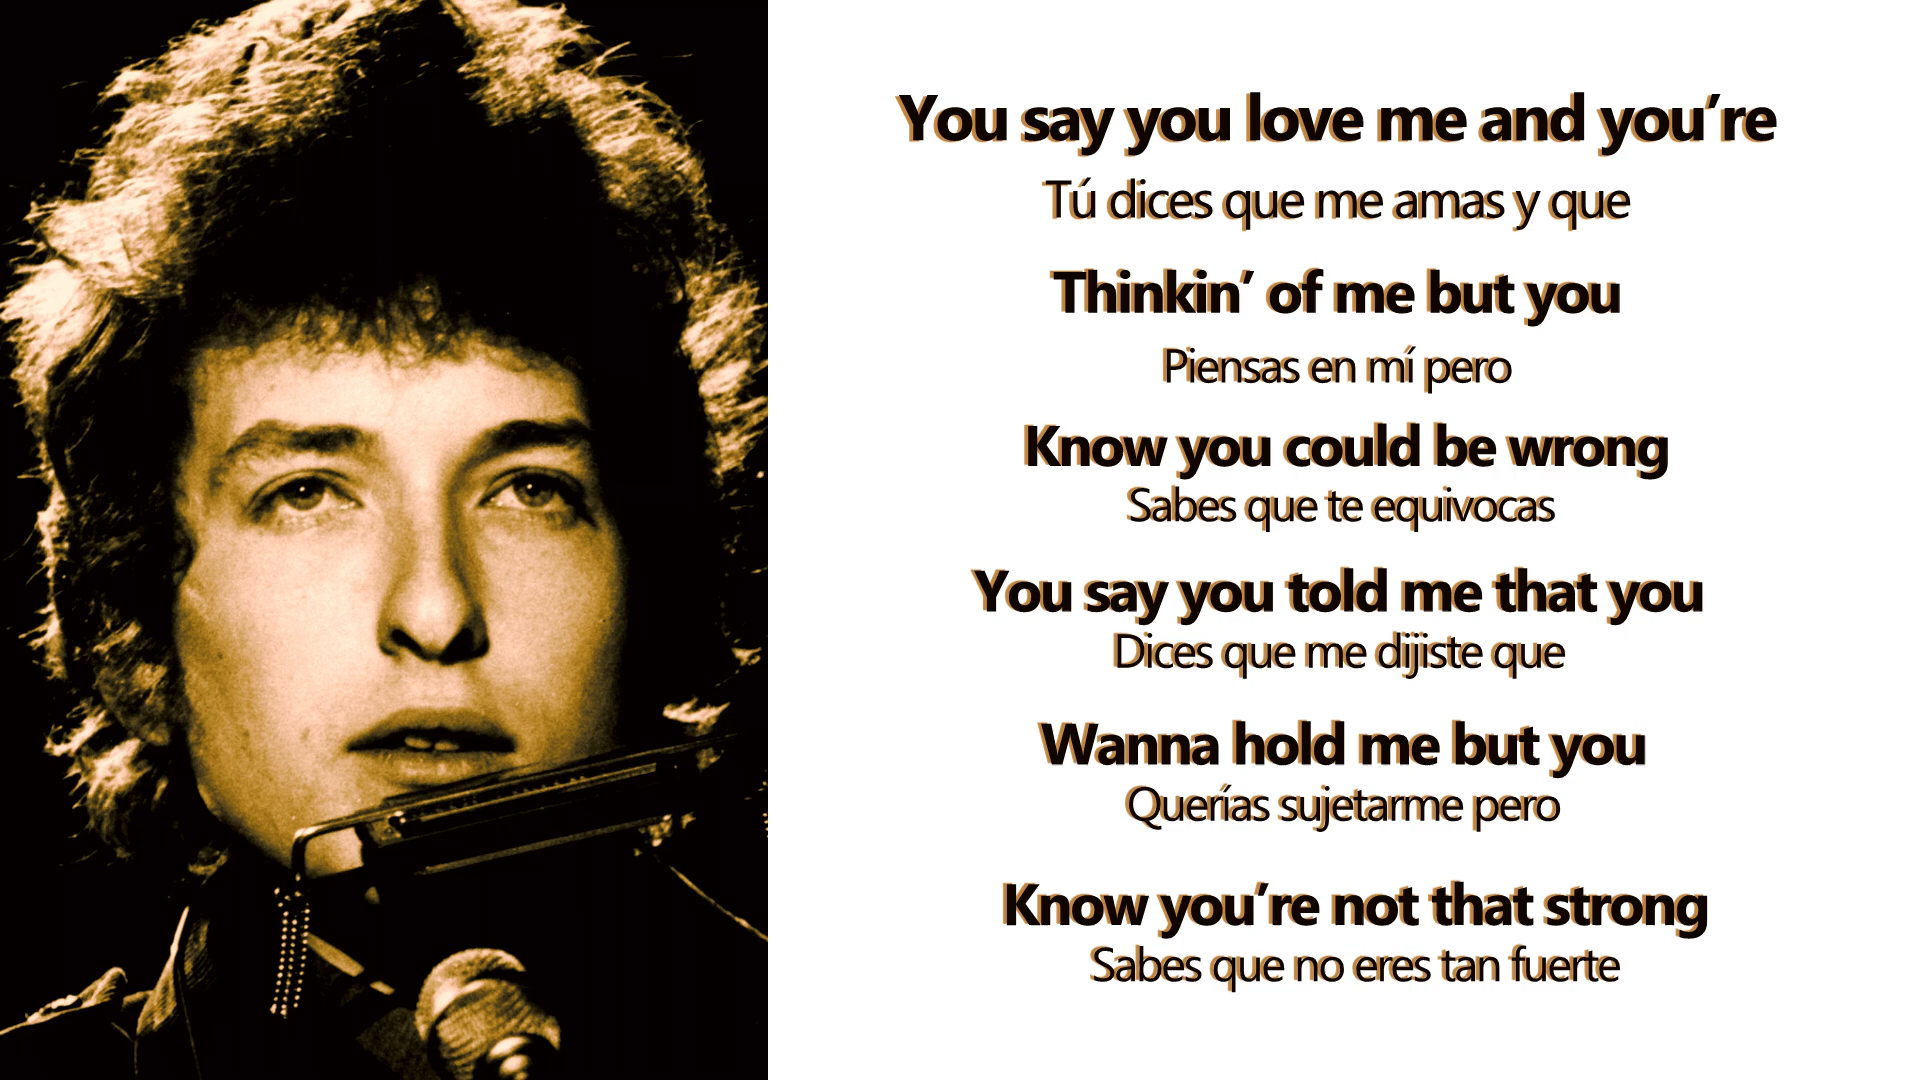 You say you love me and you’re
Tú dices que me amas y que
Thinkin’ of me but you
Piensas en mí pero
Know you could be wrong
Sabes que te equivocas
You say you told me that you
Dices que me dijiste que
Wanna hold me but you
Querías sujetarme pero
Know you’re not that strong
Sabes que no eres tan fuerte